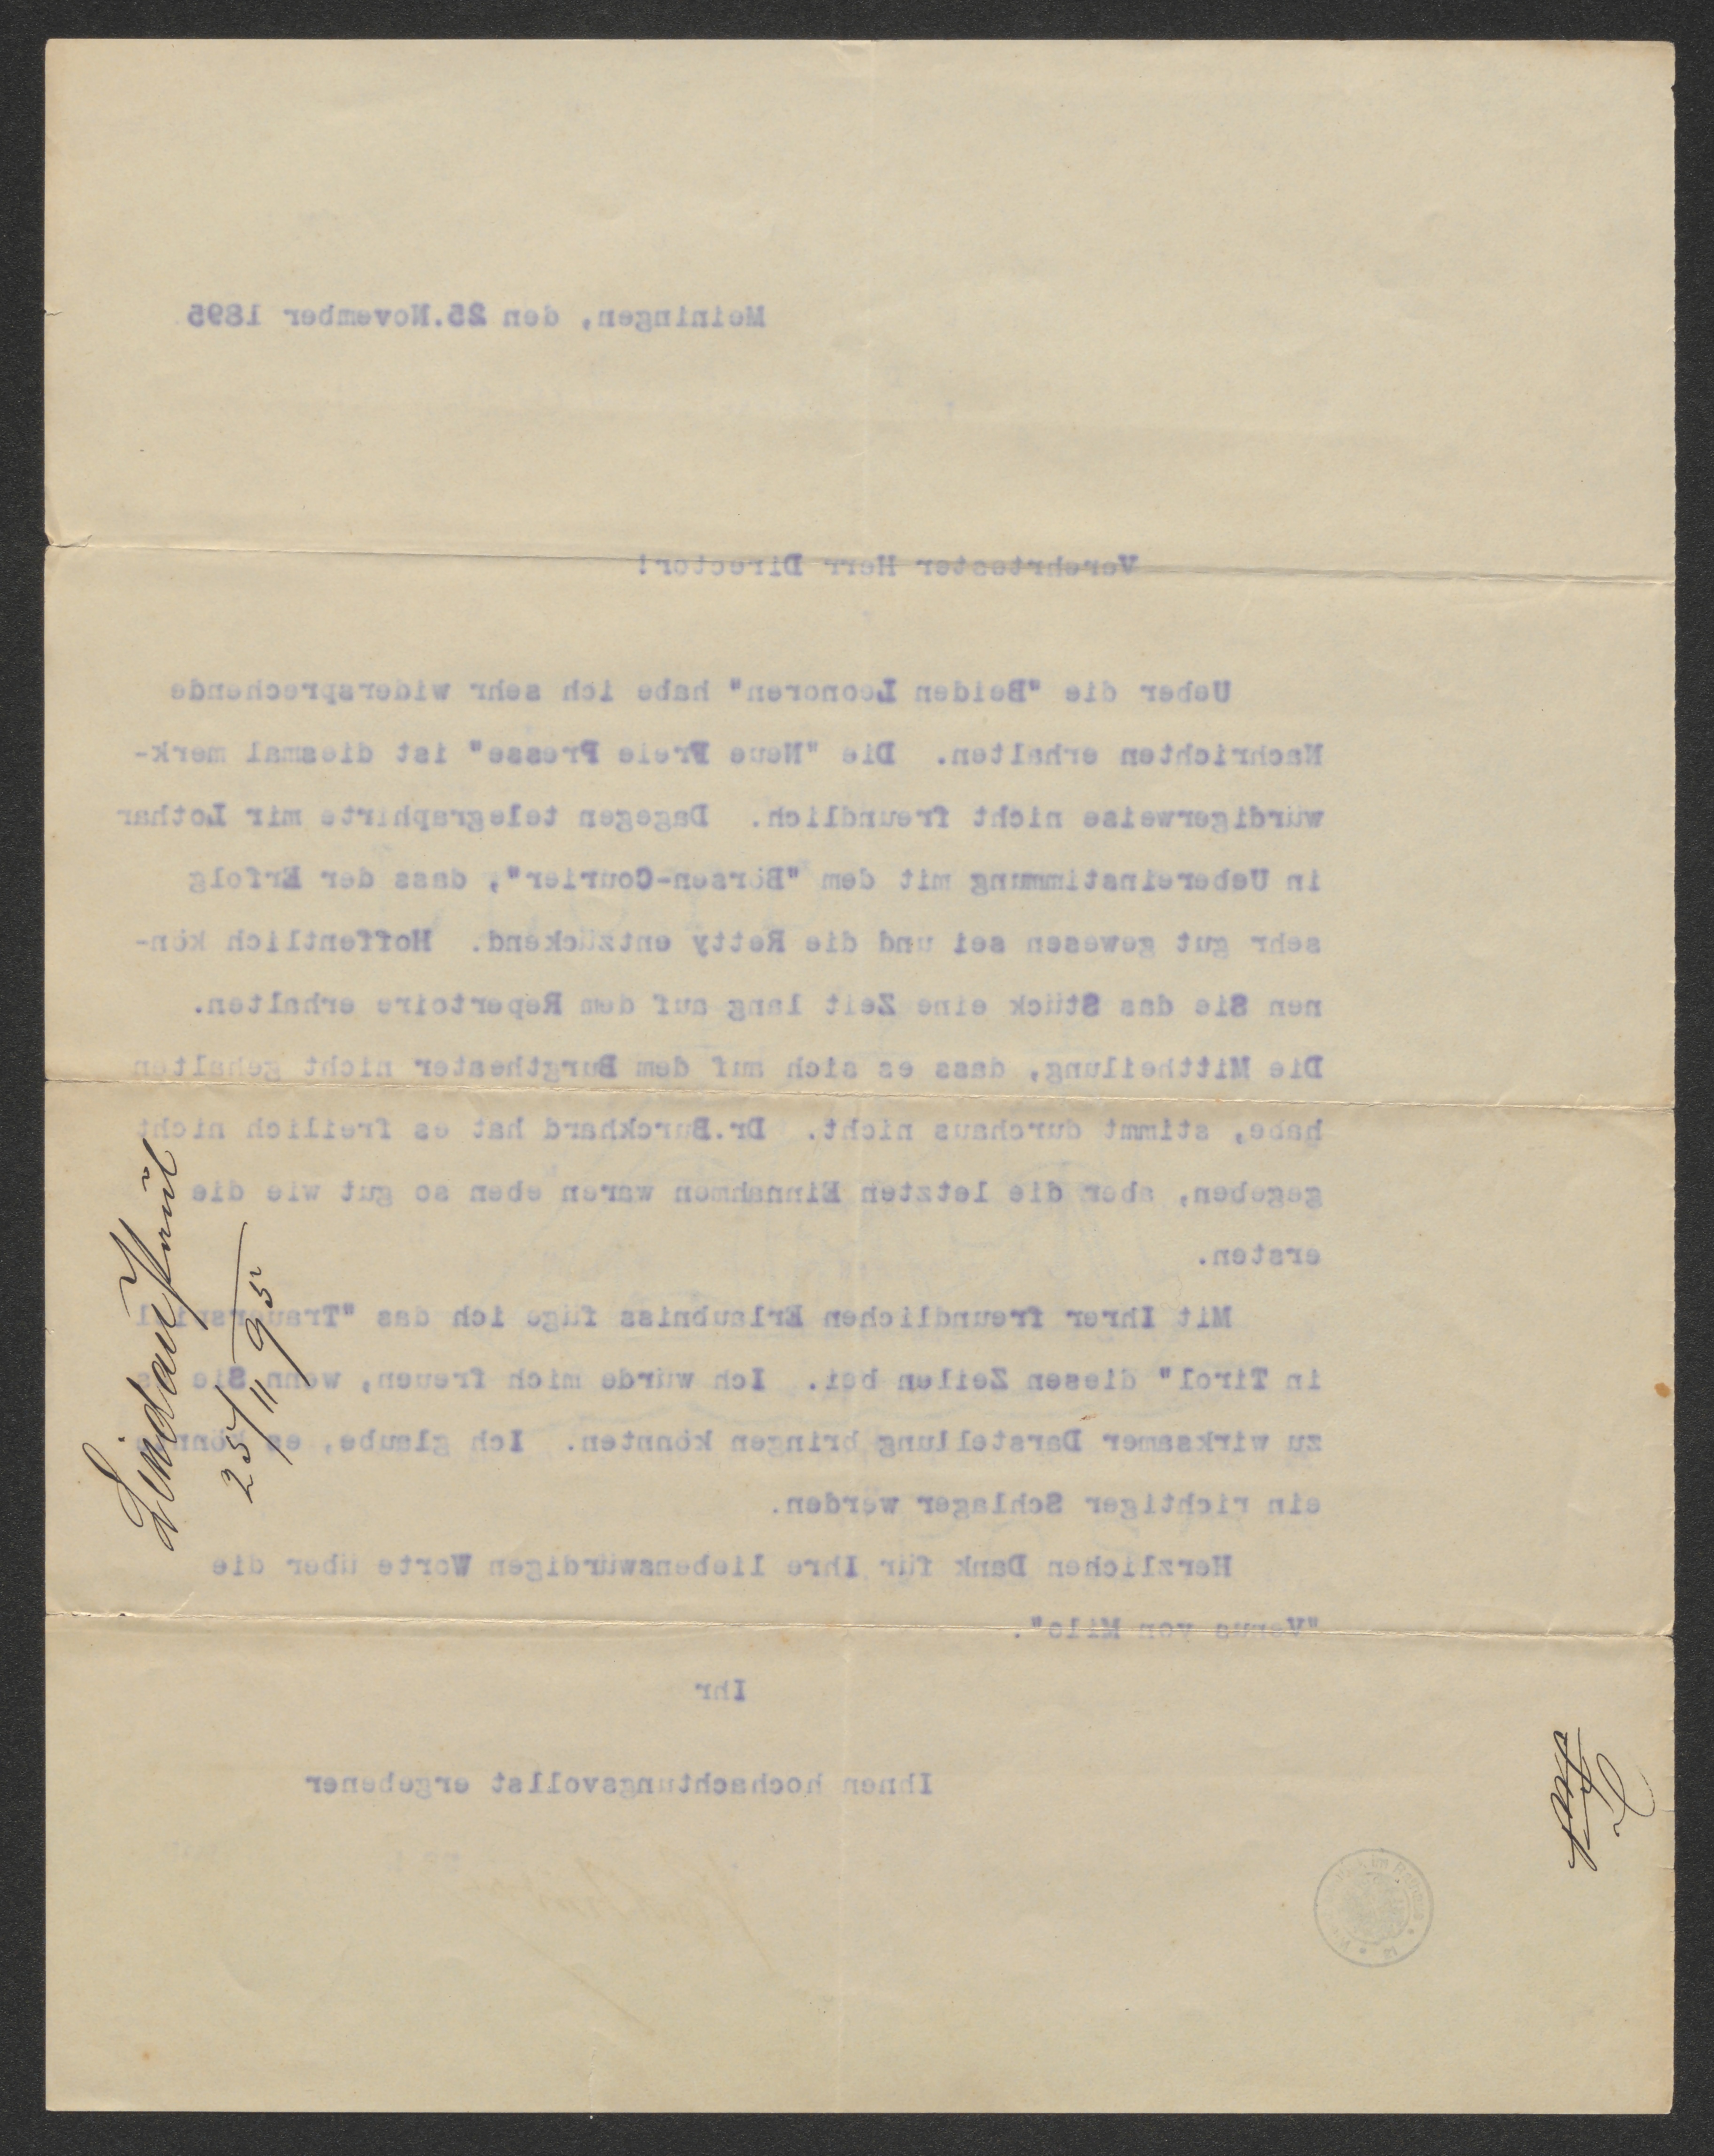 Meiningen, den 25.November 1895
Verehrtester Herr Director!
Ueber die "Beiden Leonoren" habe ich sehr widersprechende
Nachrichten erhalten. Die "Neue Freie Presse" ist diesmal merk-
würdigerweise nicht freundlich. Dagegen telegraphirte mir Lothar
in Uebereinstimmung mit dem "Börsen-Courier", dass der Erfolg
sehr gut gewesen sei und die Retty entzückend. Hoffentlich kön-
nen Sie das Stück eine Zeit lang auf dem Repertoire erhalten.
Die Mittheilung, dass es sich auf dem Burgtheater nicht gehalten
habe, stimmt durchaus nicht. Dr.Burckhard hat es freilich nicht
gegeben, aber die letzten Einnahmen waren eben so gut wie die
ersten.
Mit Ihrer freundlichen Erlaubniss füge ich das "Trauerspiel
in Tirol" diesen Zeilen bei. Ich würde mich freuen, wenn Sie es
zu wirksamer Darstellung bringen könnten. Ich glaube, es könnte
ein richtiger Schlager werden.
Herzlichen Dank für Ihre liebenswürdigen Worte über die
"Venus von Milo".
Ihr
Ihnen hochachtungsvollst ergebener
Lindau Paul
25/11 95